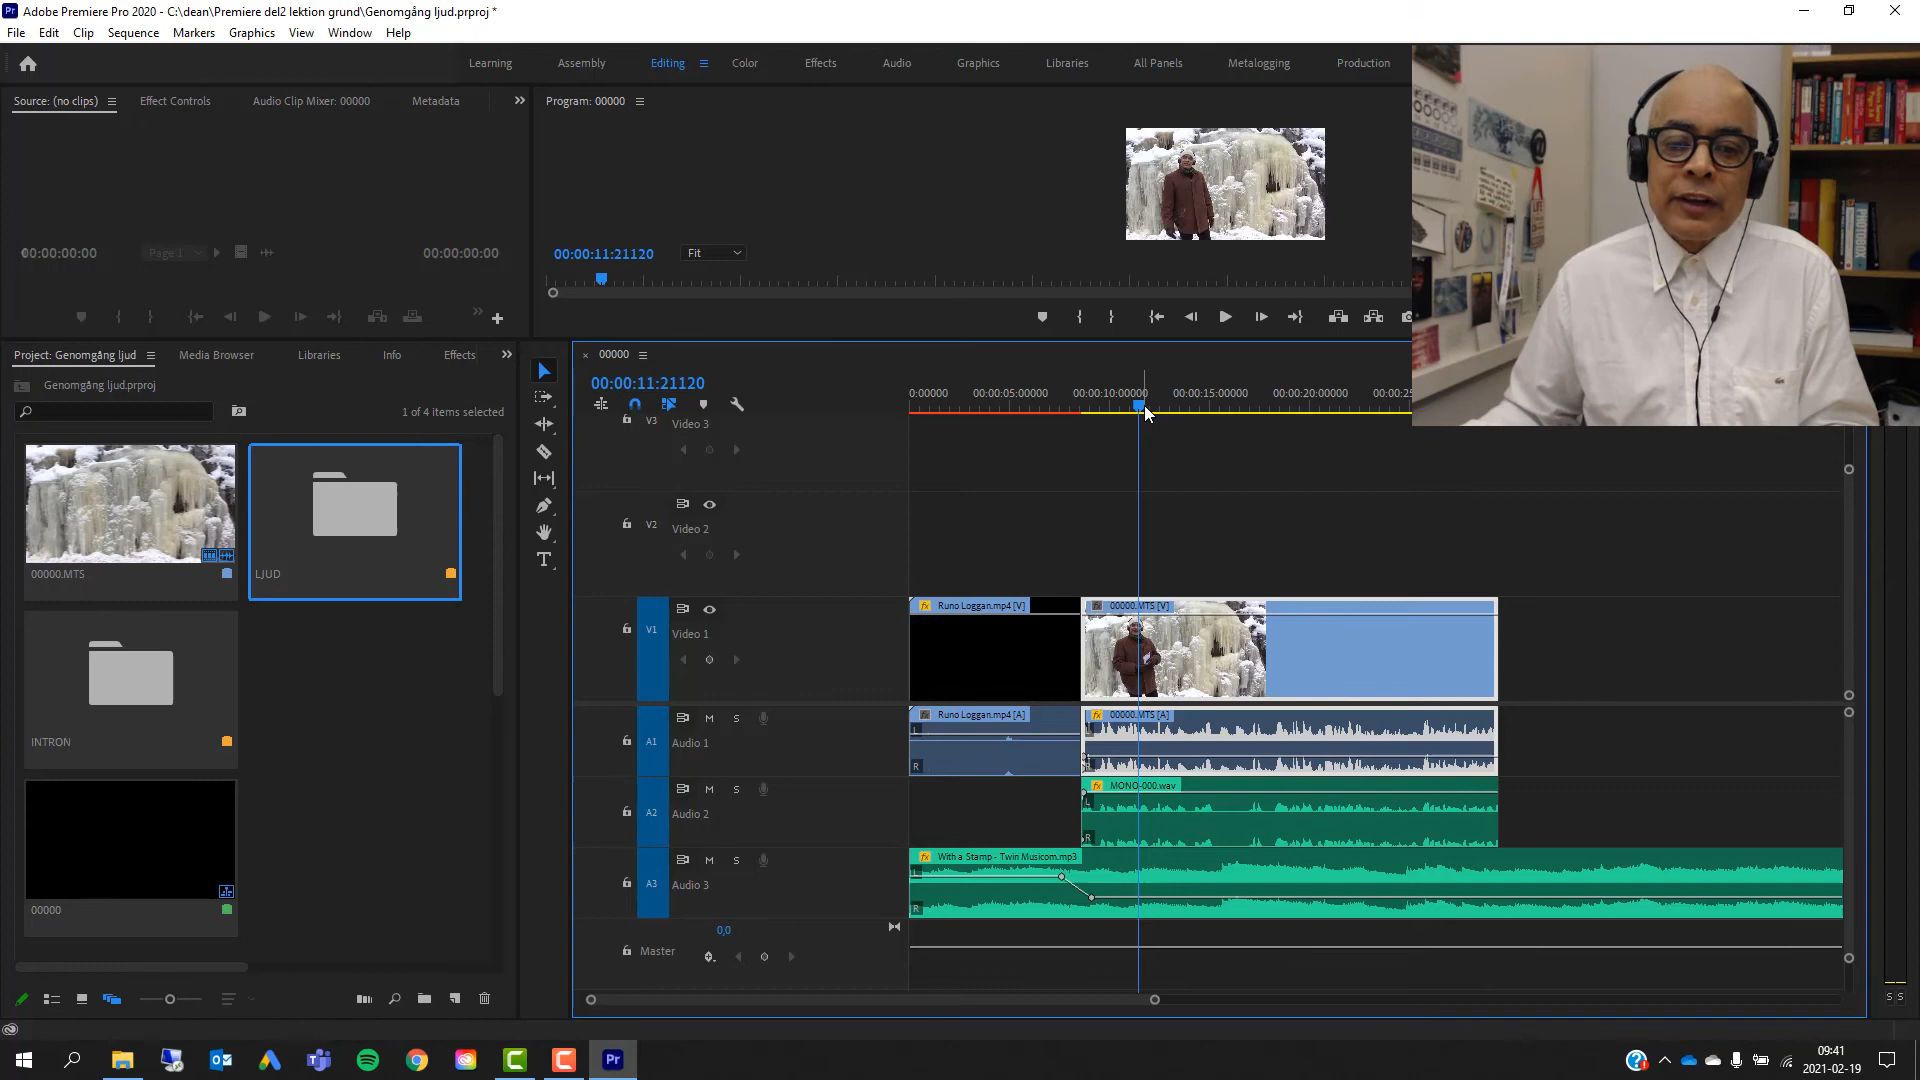 Pr Adobe Premiere Pro 2020 - C:\dean\Premiere del2 lektion grund\Genomgång ljud.prproj *
File Edit Clip Sequence Markers Graphics View Window Help
Learning Assembly Editing Color Effects Audio Graphics Libraries All Panels Metalogging Production
Source: (no clips) Effect Controls Audio Clip Mixer: 00000 Metadata
Program: 00000
00:00:00:00 Page 1 00:00:00:00
00:00:11:21120 Fit
Project: Genomgång ljud Media Browser Libraries Info Effects
Genomgång ljud.prproj
1 of 4 items selected
00000.MTS
LJUD
INTRON
00000
00000
00:00:11:21120
0:00000 00:00:05:00000 00:00:10:00000 00:00:15:00000 00:00:20:00000 00:00:25
V3 Video 3
V2 Video 2
V1 Video 1
Runo Loggan.mp4 [V] 00000.MTS [V]
A1 M S Audio 1
Runo Loggan.mp4 [A] 00000.MTS [A]
L
R
A2 M S Audio 2
MONO-000.wav
L
R
A3 M S Audio 3
With a Stamp - Twin Musicom.mp3
R
0,0
Master
S S
T
Pr
09:41
2021-02-19